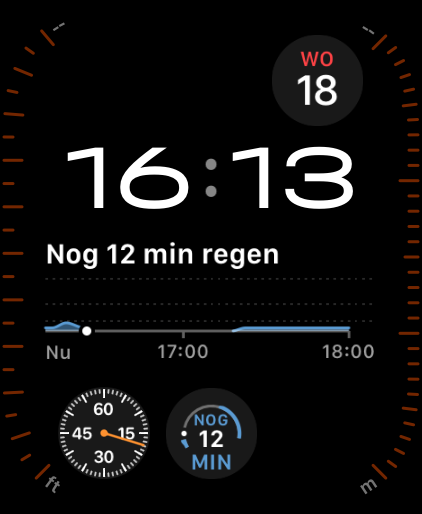 --
--
WO
18
16:13
Nog 12 min regen
Nu 17:00 18:00
60
45 15
30
NOG
12
MIN
ft m